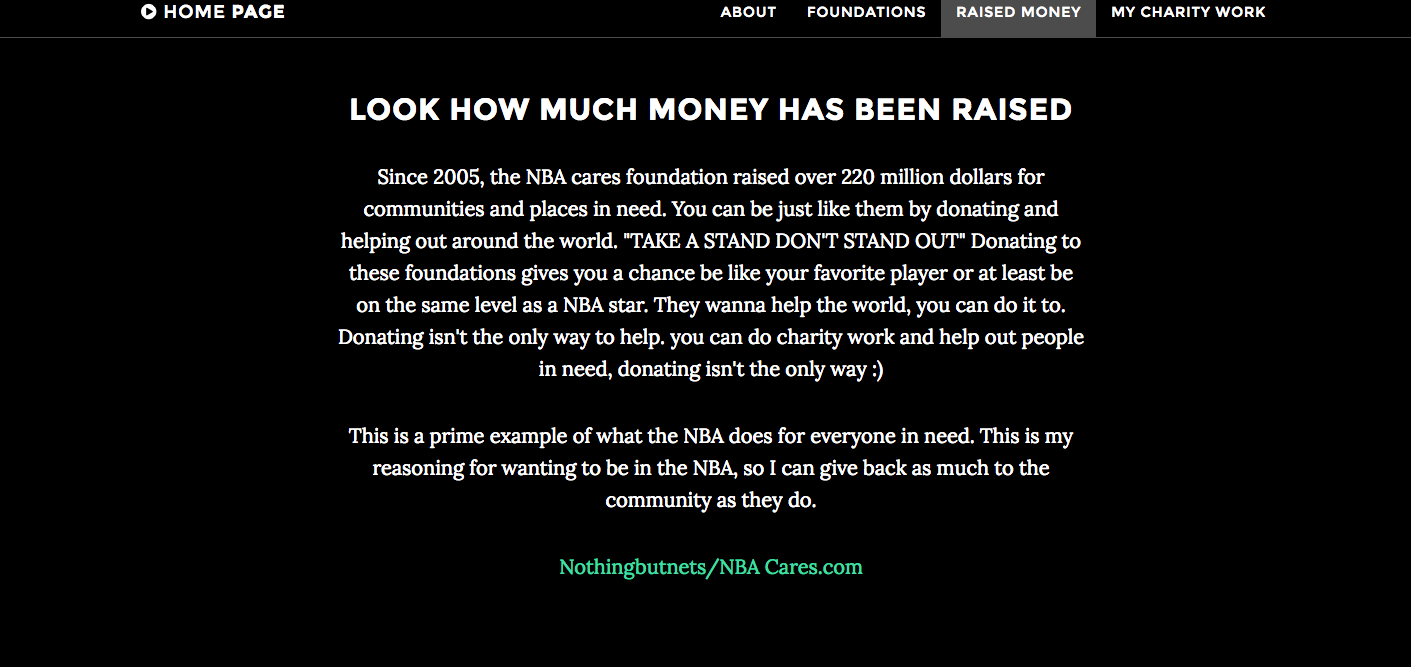 HOME PAGE
ABOUT FOUNDATIONS RAISED MONEY MY CHARITY WORK
LOOK HOW MUCH MONEY HAS BEEN RAISED
Since 2005, the NBA cares foundation raised over 220 million dollars for
communities and places in need. You can be just like them by donating and
helping out around the world. "TAKE A STAND DON'T STAND OUT" Donating to
these foundations gives you a chance be like your favorite player or at least be
on the same level as a NBA star. They wanna help the world, you can do it to.
Donating isn't the only way to help. you can do charity work and help out people
in need, donating isn't the only way :)
This is a prime example of what the NBA does for everyone in need. This is my
reasoning for wanting to be in the NBA, so I can give back as much to the
community as they do.
Nothingbutnets/NBA Cares.com